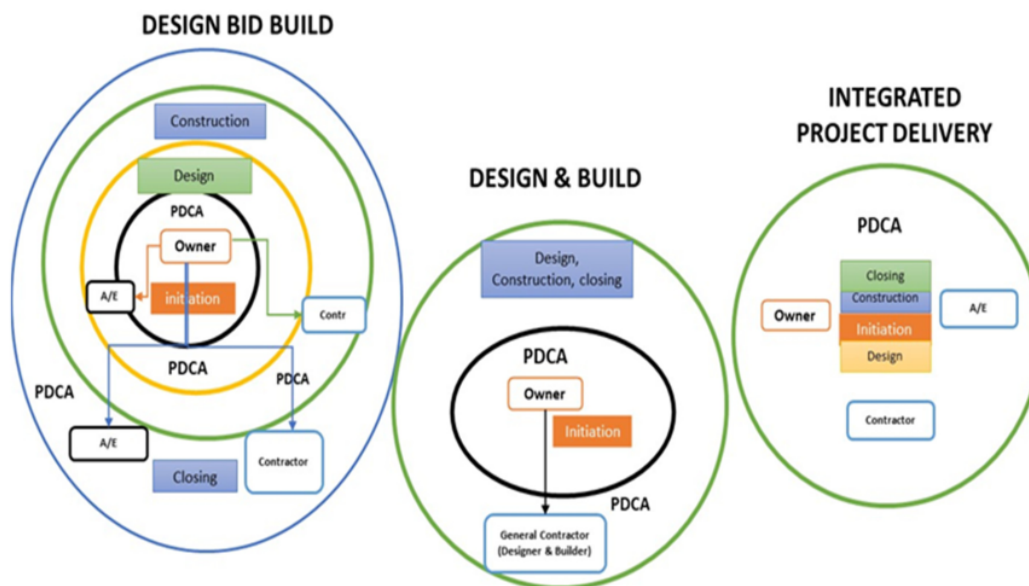 DESIGN BID BUILD
Construction
Design
PDCA
Owner
A/E
initiation
Contr
PDCA
PDCA
PDCA
A/E
Contractor
Closing
DESIGN & BUILD
Design,
Construction, closing
PDCA
Owner
Initiation
PDCA
General Contractor
(Designer & Builder)
INTEGRATED
PROJECT DELIVERY
PDCA
Closing
Construction
Owner
A/E
Initiation
Design
Contractor